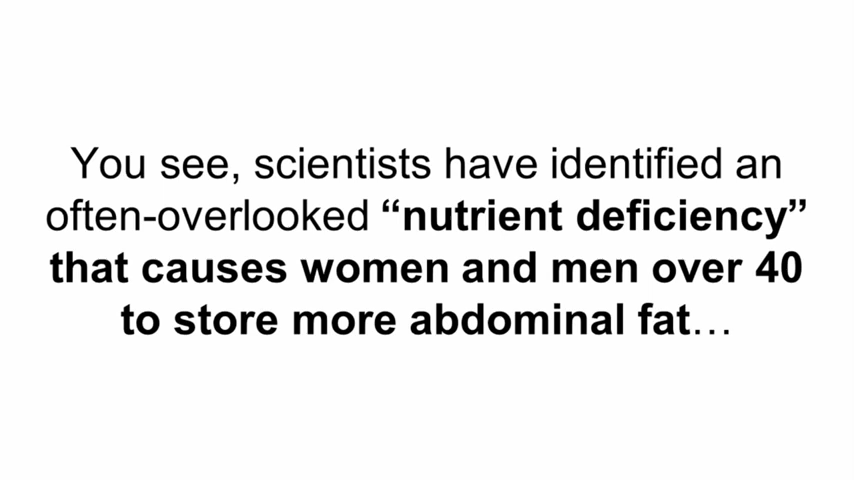 You see, scientists have identified an
often-overlooked “nutrient deficiency”
that causes women and men over 40
to store more abdominal fat…